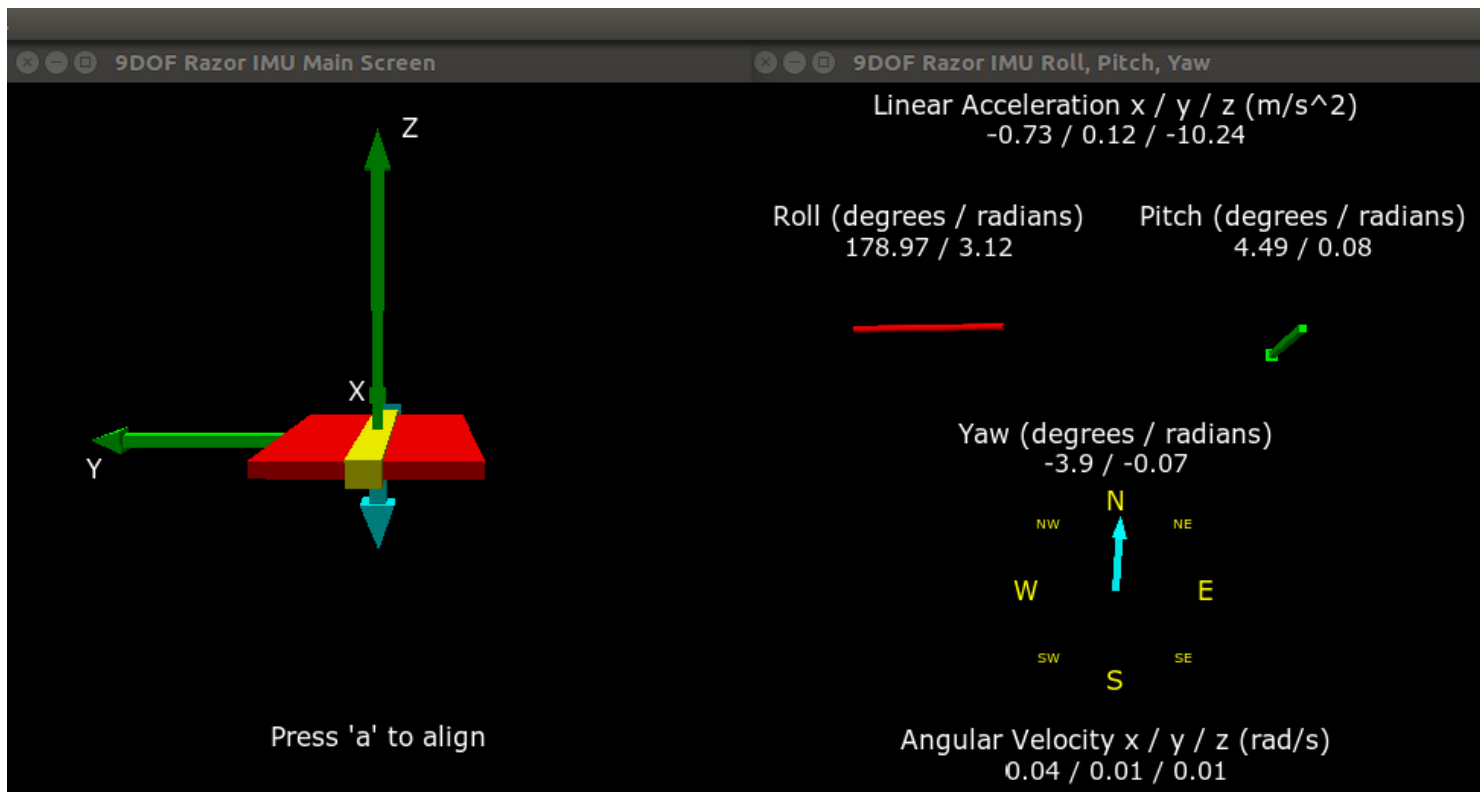 9DOF Razor IMU Main Screen
Z
X
Y
Press 'a' to align
9DOF Razor IMU Roll, Pitch, Yaw
Linear Acceleration x / y / z (m/s^2)
-0.73 / 0.12 / -10.24
Roll (degrees / radians)
178.97 / 3.12
Pitch (degrees / radians)
4.49 / 0.08
Yaw (degrees / radians)
-3.9 / -0.07
N
NW NE
W E
SW SE
S
Angular Velocity x / y / z (rad/s)
0.04 / 0.01 / 0.01